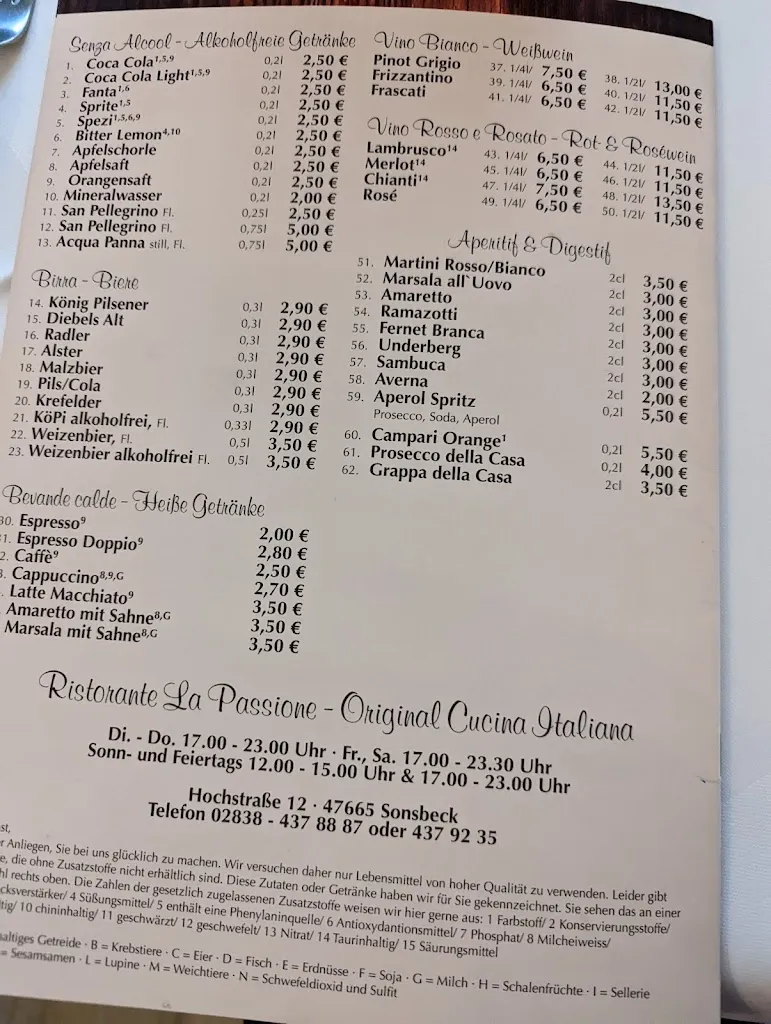 Senza Alcool - Alkoholfreie Getränke
1. Coca Cola1,5,9 0,2l 2,50 €
2. Coca Cola Light1,5,9 0,2l 2,50 €
3. Fanta1,6 0,2l 2,50 €
4. Sprite1,5 0,2l 2,50 €
5. Spezi1,5,6,9 0,2l 2,50 €
6. Bitter Lemon4,10 0,2l 2,50 €
7. Apfelschorle 0,2l 2,50 €
8. Apfelsaft 0,2l 2,50 €
9. Orangensaft 0,2l 2,50 €
10. Mineralwasser 0,2l 2,00 €
11. San Pellegrino Fl. 0,25l 2,50 €
12. San Pellegrino Fl. 0,75l 5,00 €
13. Acqua Panna still, Fl. 0,75l 5,00 €
Birra - Biere
14. König Pilsener 0,3l 2,90 €
15. Diebels Alt 0,3l 2,90 €
16. Radler 0,3l 2,90 €
17. Alster 0,3l 2,90 €
18. Malzbier 0,3l 2,90 €
19. Pils/Cola 0,3l 2,90 €
20. Krefelder 0,3l 2,90 €
21. KöPi alkoholfrei, Fl. 0,33l 2,90 €
22. Weizenbier, Fl. 0,5l 3,50 €
23. Weizenbier alkoholfrei Fl. 0,5l 3,50 €
Bevande calde - Heiße Getränke
30. Espresso9 2,00 €
31. Espresso Doppio9 2,80 €
2. Caffè9 2,50 €
3. Cappuccino8,9,G 2,70 €
. Latte Macchiato9 3,50 €
Amaretto mit Sahne8,G 3,50 €
Marsala mit Sahne8,G 3,50 €
Vino Bianco - Weißwein
Pinot Grigio 37. 1/4l/ 7,50 € 38. 1/2l/ 13,00 €
Frizzantino 39. 1/4l/ 6,50 € 40. 1/2l/ 11,50 €
Frascati 41. 1/4l/ 6,50 € 42. 1/2l/ 11,50 €
Vino Rosso e Rosato - Rot- & Roséwein
Lambrusco14 43. 1/4l/ 6,50 € 44. 1/2l/ 11,50 €
Merlot14 45. 1/4l/ 6,50 € 46. 1/2l/ 11,50 €
Chianti14 47. 1/4l/ 7,50 € 48. 1/2l/ 13,50 €
Rosé 49. 1/4l/ 6,50 € 50. 1/2l/ 11,50 €
Aperitif & Digestif
51. Martini Rosso/Bianco 2cl 3,50 €
52. Marsala all`Uovo 2cl 3,00 €
53. Amaretto 2cl 3,00 €
54. Ramazotti 2cl 3,00 €
55. Fernet Branca 2cl 3,00 €
56. Underberg 2cl 3,00 €
57. Sambuca 2cl 3,00 €
58. Averna 2cl 2,00 €
59. Aperol Spritz 0,2l 5,50 €
Prosecco, Soda, Aperol
60. Campari Orange1 0,2l 5,50 €
61. Prosecco della Casa 0,2l 4,00 €
62. Grappa della Casa 2cl 3,50 €
Ristorante La Passione - Original Cucina Italiana
Di. - Do. 17.00 - 23.00 Uhr · Fr., Sa. 17.00 - 23.30 Uhr
Sonn- und Feiertags 12.00 - 15.00 Uhr & 17.00 - 23.00 Uhr
Hochstraße 12 · 47665 Sonsbeck
Telefon 02838 - 437 88 87 oder 437 92 35
st,
r Anliegen, Sie bei uns glücklich zu machen. Wir versuchen daher nur Lebensmittel von hoher Qualität zu verwenden. Leider gibt
e, die ohne Zusatzstoffe nicht erhältlich sind. Diese Zutaten oder Getränke haben wir für Sie gekennzeichnet. Sie sehen das an einer
hl rechts oben. Die Zahlen der gesetzlich zugelassenen Zusatzstoffe weisen wir hier gerne aus: 1 Farbstoff/ 2 Konservierungsstoffe/
cksverstärker/ 4 Süßungsmittel/ 5 enthält eine Phenylaninquelle/ 6 Antioxydantionsmittel/ 7 Phosphat/ 8 Milcheiweiss/
ltig/ 10 chininhaltig/ 11 geschwärzt/ 12 geschwefelt/ 13 Nitrat/ 14 Taurinhaltig/ 15 Säurungsmittel
haltiges Getreide · B = Krebstiere · C = Eier · D = Fisch · E = Erdnüsse · F = Soja · G = Milch · H = Schalenfrüchte · I = Sellerie
= Sesamsamen · L = Lupine · M = Weichtiere · N = Schwefeldioxid und Sulfit